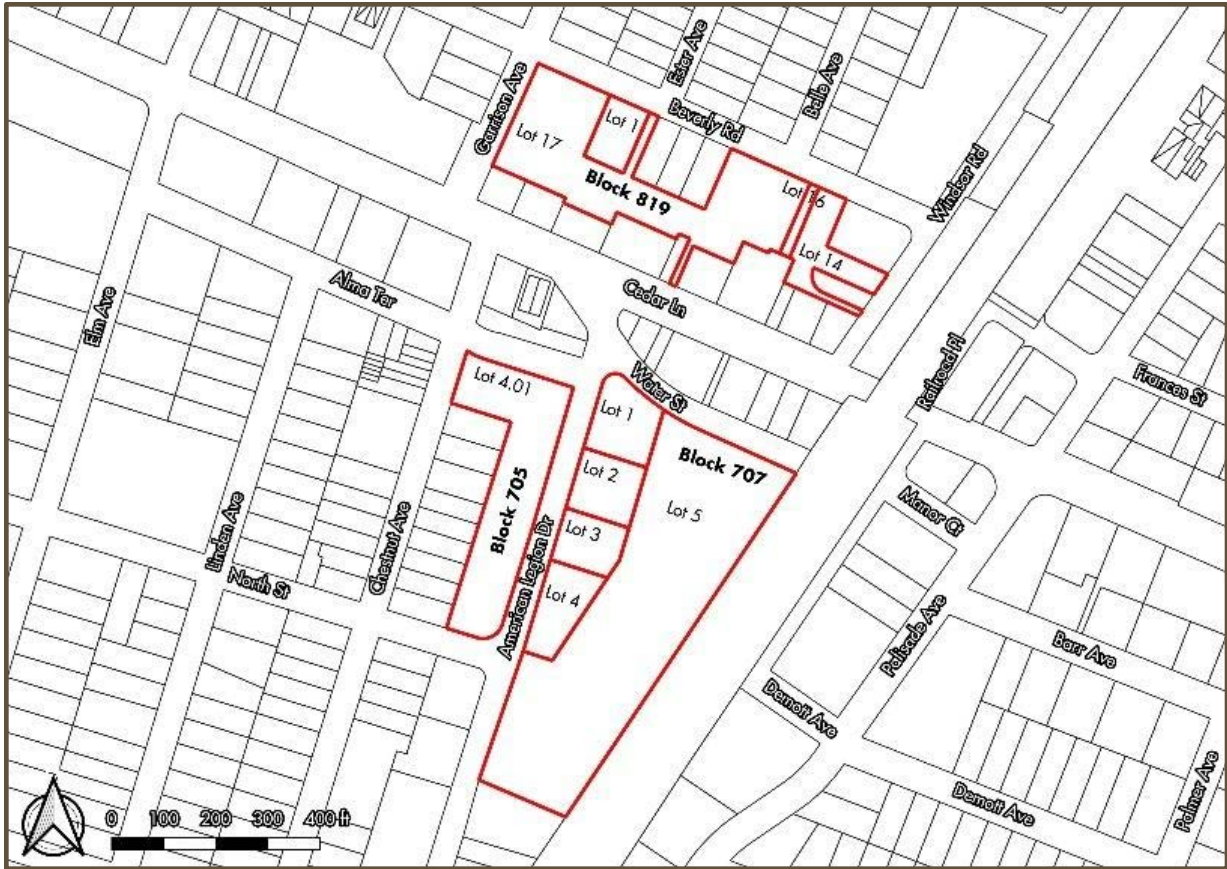 Garrison Ave
Ester Ave
Beverly Rd
Belle Ave
Windsor Rd
Lot 17
Lot 1
Block 819
Lot 16
Lot 14
Alma Ter
Cedar Ln
Elm Ave
Railroad Pl
Frances St
Water St
Lot 4.01
Lot 1
Block 707
Lot 2
Lot 5
Block 705
Lot 3
Manor Ct
Linden Ave
North St
Chestnut Ave
American Legion Dr
Lot 4
Palisade Ave
Barr Ave
Demott Ave
Demott Ave
Palmer Ave
0 100 200 300 400 ft